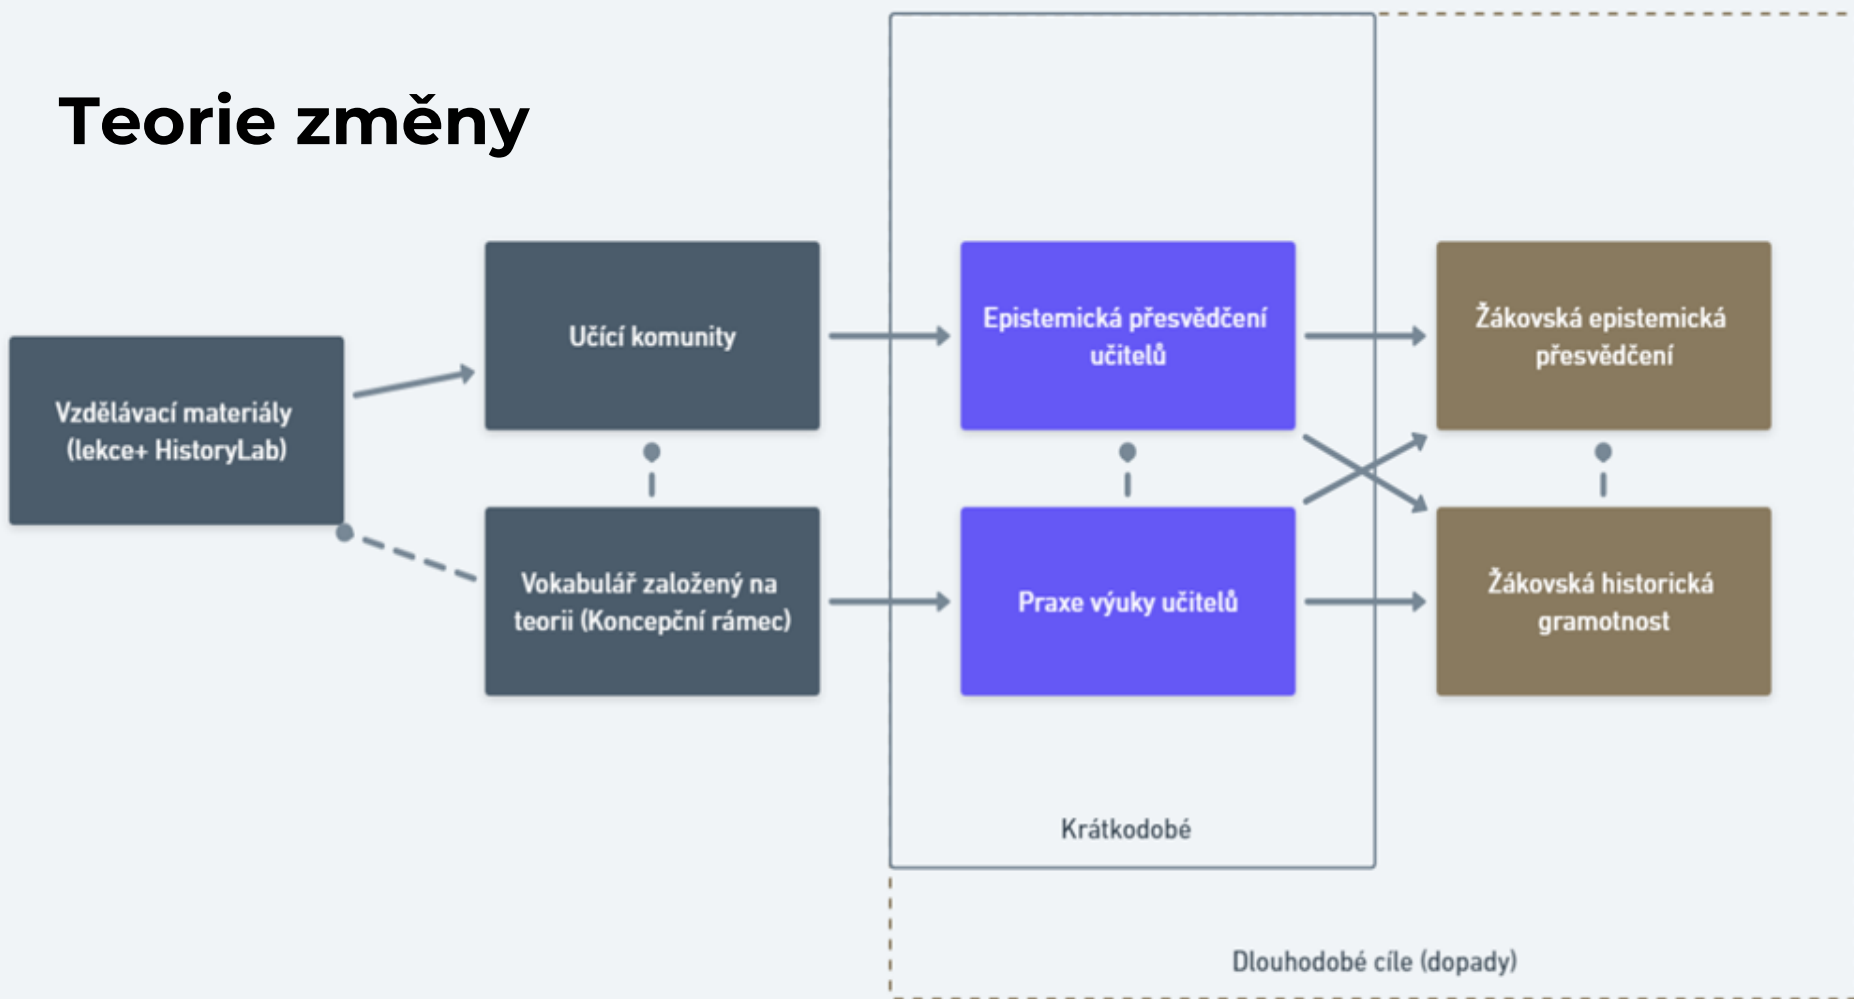 Teorie změny
Vzdělávací materiály
(lekce+ HistoryLab)
Učící komunity
Vokabulář založený na
teorii (Koncepční rámec)
Epistemická přesvědčení
učitelů
Praxe výuky učitelů
Žákovská epistemická
přesvědčení
Žákovská historická
gramotnost
Krátkodobé
Dlouhodobé cíle (dopady)